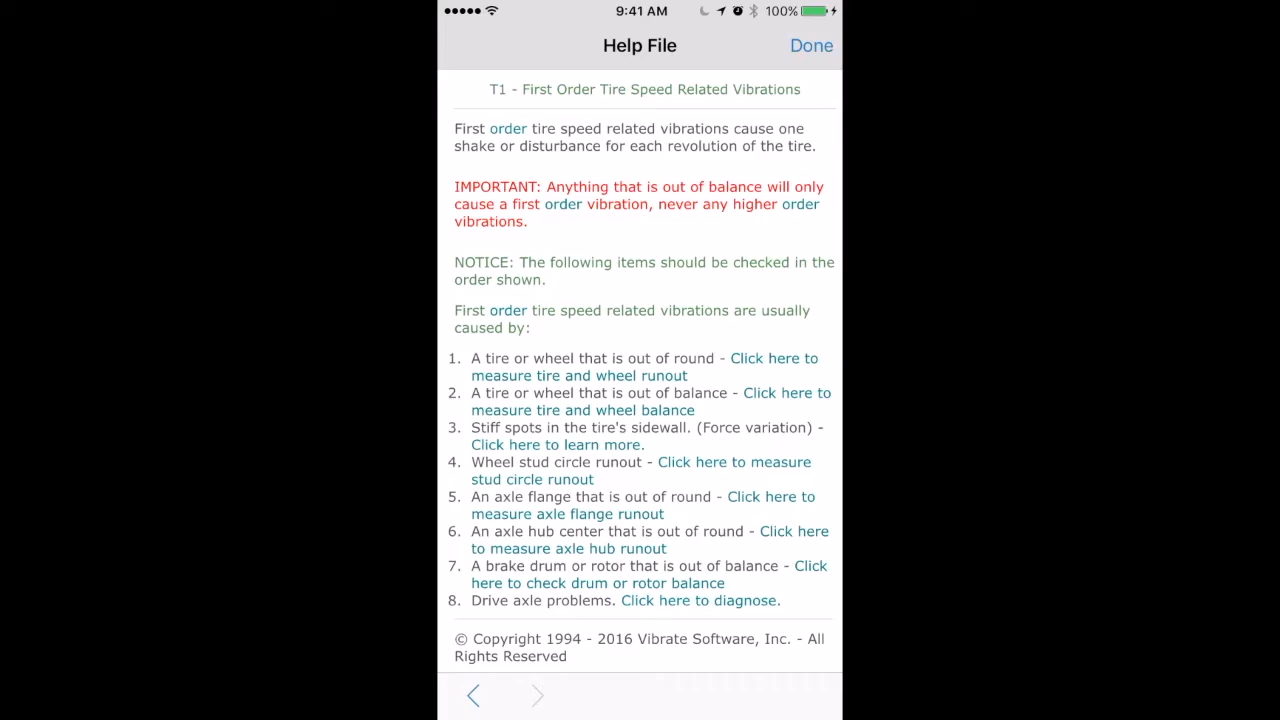 9:41 AM
100%
Help File
Done
T1 - First Order Tire Speed Related Vibrations
First order tire speed related vibrations cause one
shake or disturbance for each revolution of the tire.
IMPORTANT: Anything that is out of balance will only
cause a first order vibration, never any higher order
vibrations.
NOTICE: The following items should be checked in the
order shown.
First order tire speed related vibrations are usually
caused by:
1. A tire or wheel that is out of round - Click here to
measure tire and wheel runout
2. A tire or wheel that is out of balance - Click here to
measure tire and wheel balance
3. Stiff spots in the tire's sidewall. (Force variation) -
Click here to learn more.
4. Wheel stud circle runout - Click here to measure
stud circle runout
5. An axle flange that is out of round - Click here to
measure axle flange runout
6. An axle hub center that is out of round - Click here
to measure axle hub runout
7. A brake drum or rotor that is out of balance - Click
here to check drum or rotor balance
8. Drive axle problems. Click here to diagnose.
© Copyright 1994 - 2016 Vibrate Software, Inc. - All
Rights Reserved